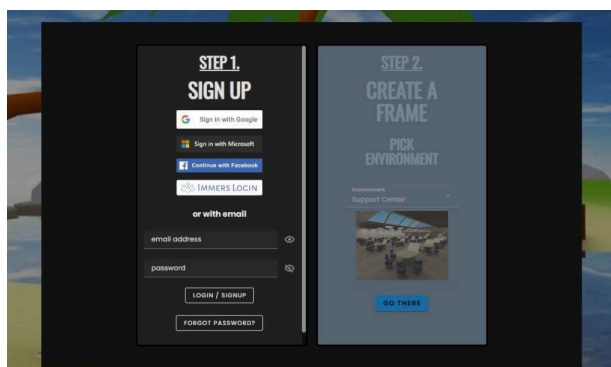 STEP 1.
SIGN UP
Sign in with Google
Sign in with Microsoft
Continue with Facebook
IMMERS LOGIN
or with email
email address
password
LOGIN / SIGNUP
FORGOT PASSWORD?
STEP 2.
CREATE A
FRAME
PICK
ENVIRONMENT
Environment
Support Center
GO THERE